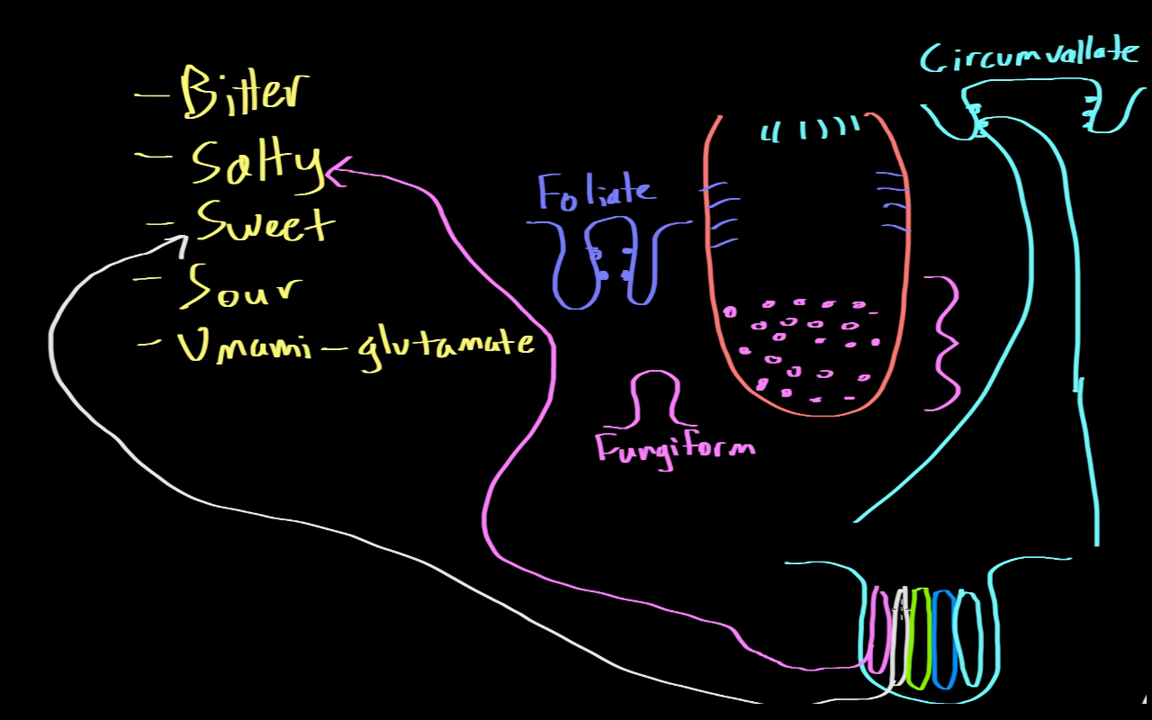 Circumvallate
- Bitter
- Salty
Foliate
- Sweet
- Sour
- Umami - glutamate
Fungiform